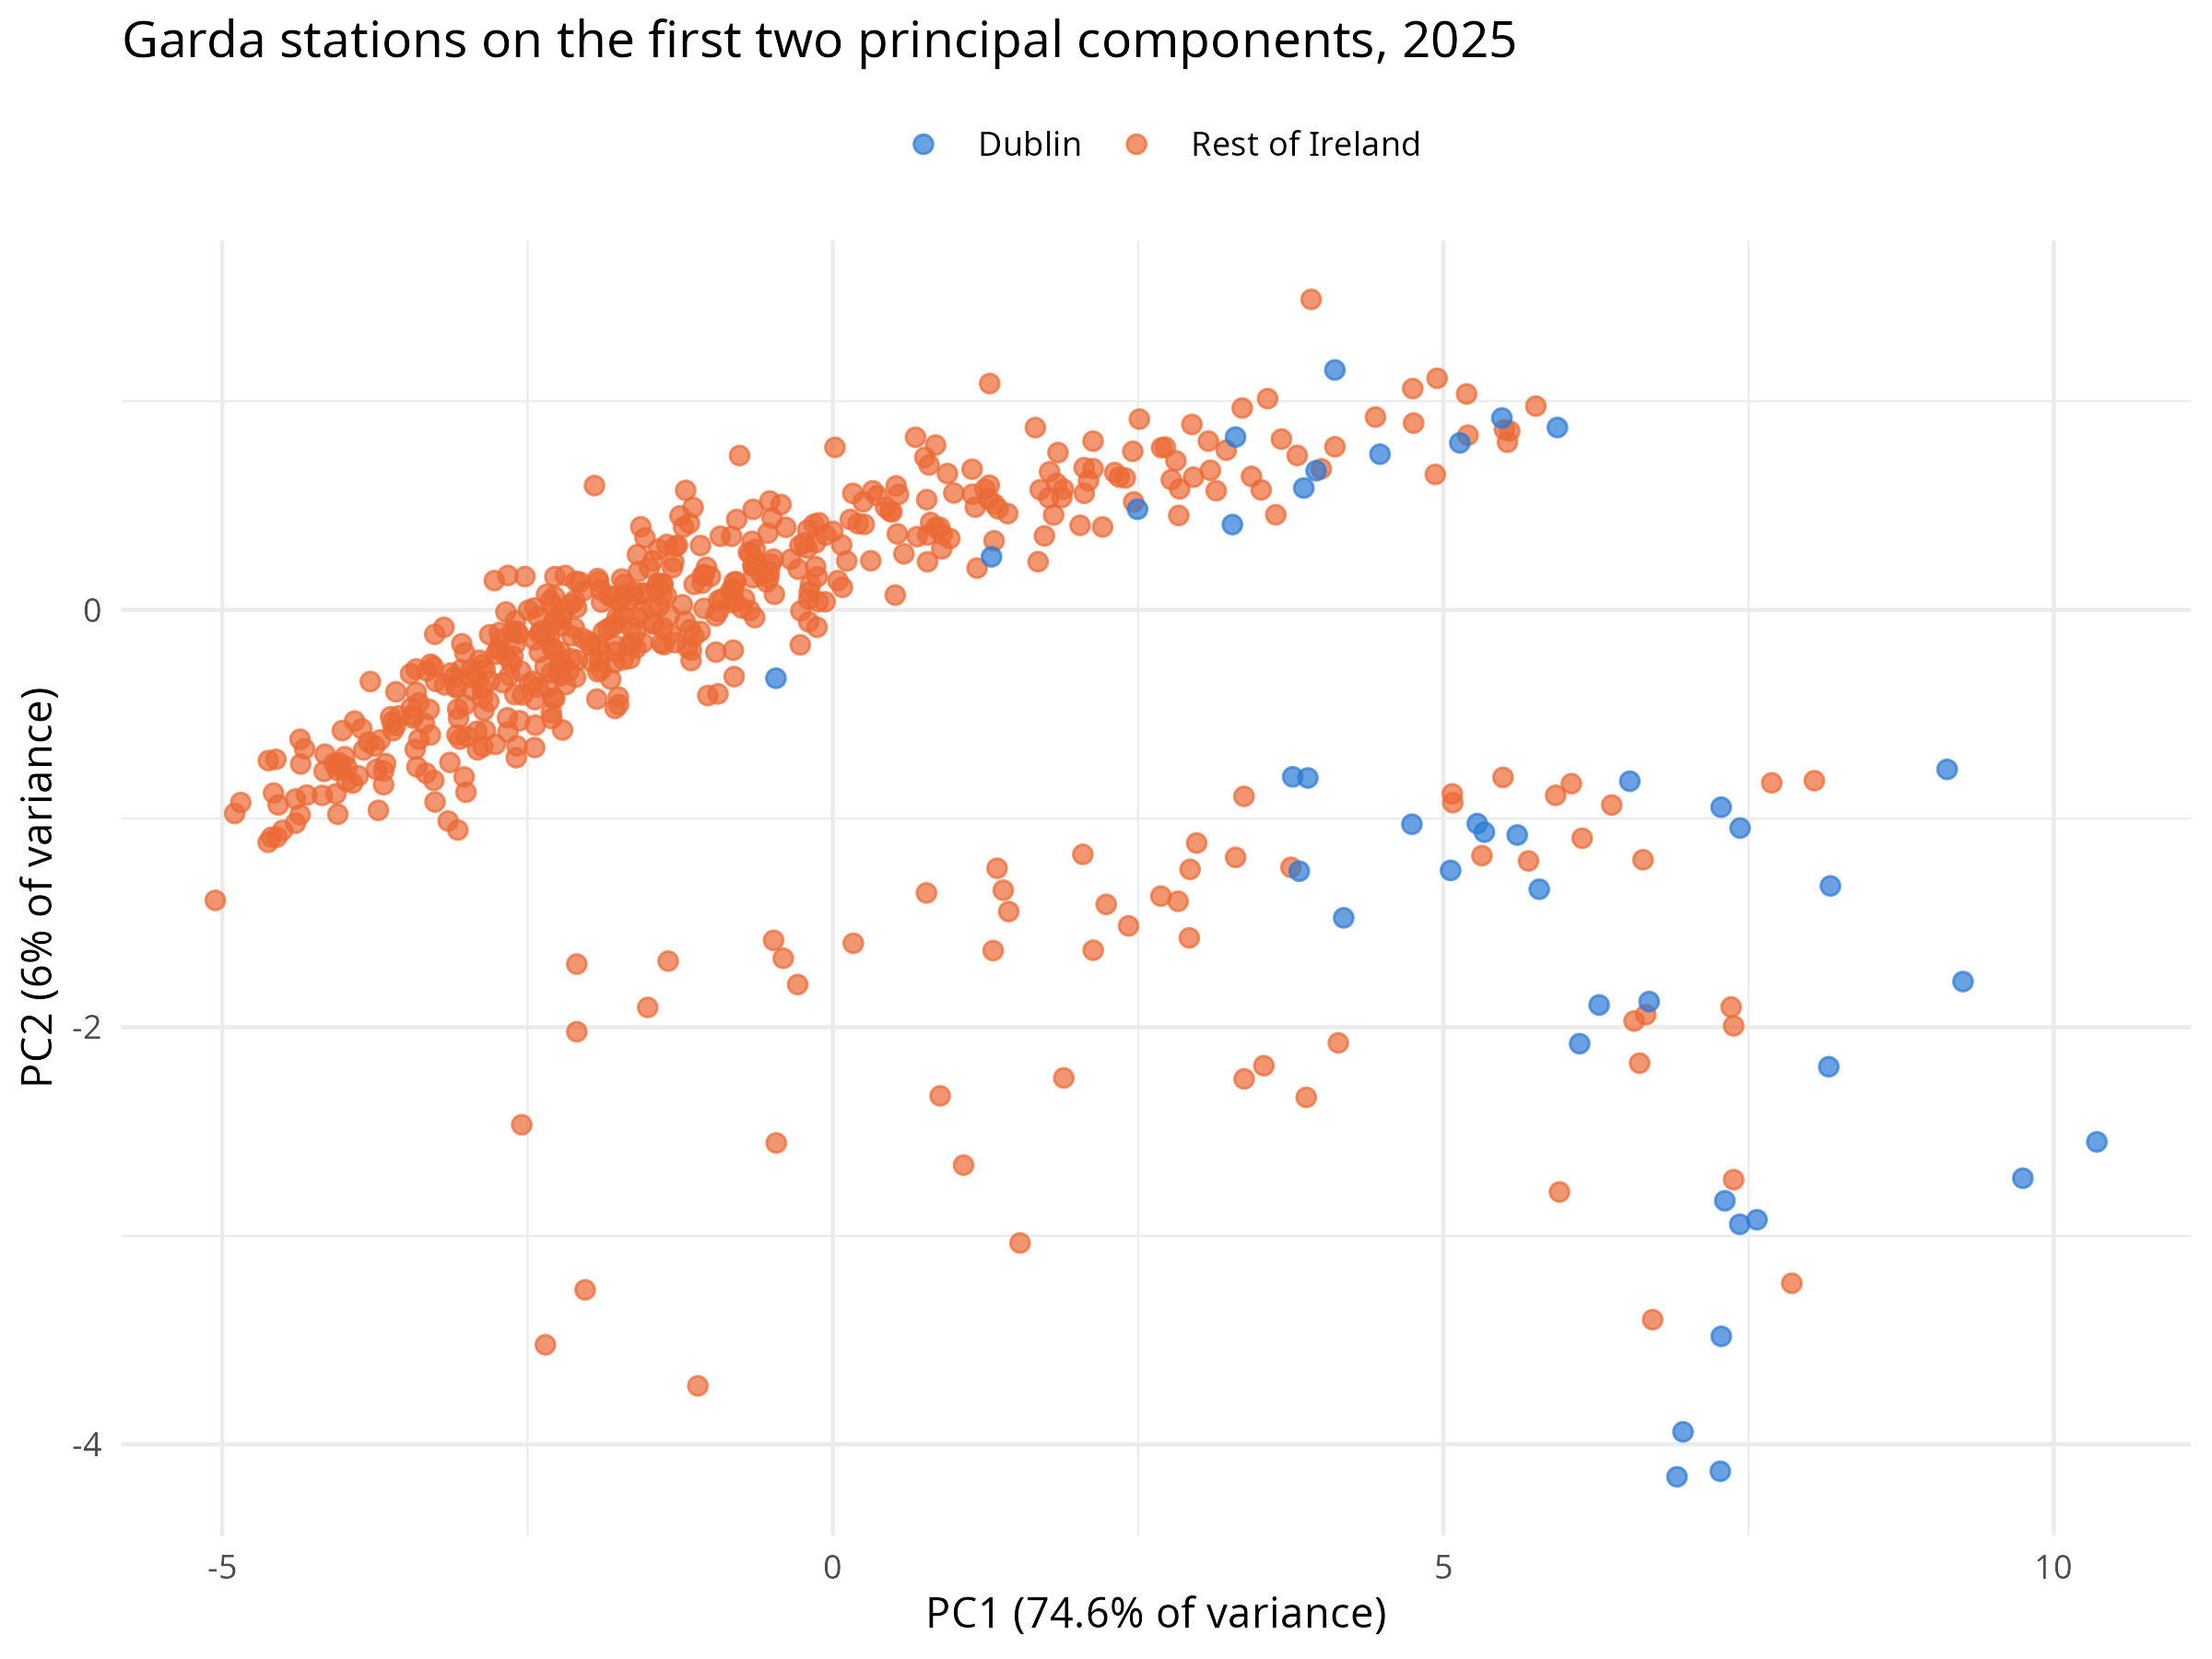 Garda stations on the first two principal components, 2025
Dublin Rest of Ireland
0
-2
-4
PC2 (6% of variance)
-5 0 5 10
PC1 (74.6% of variance)